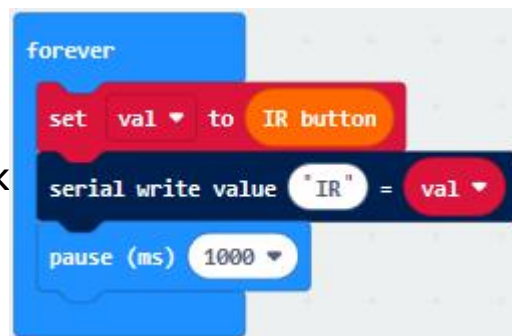 forever
set val to IR button
k serial write value "IR" = val
pause (ms) 1000